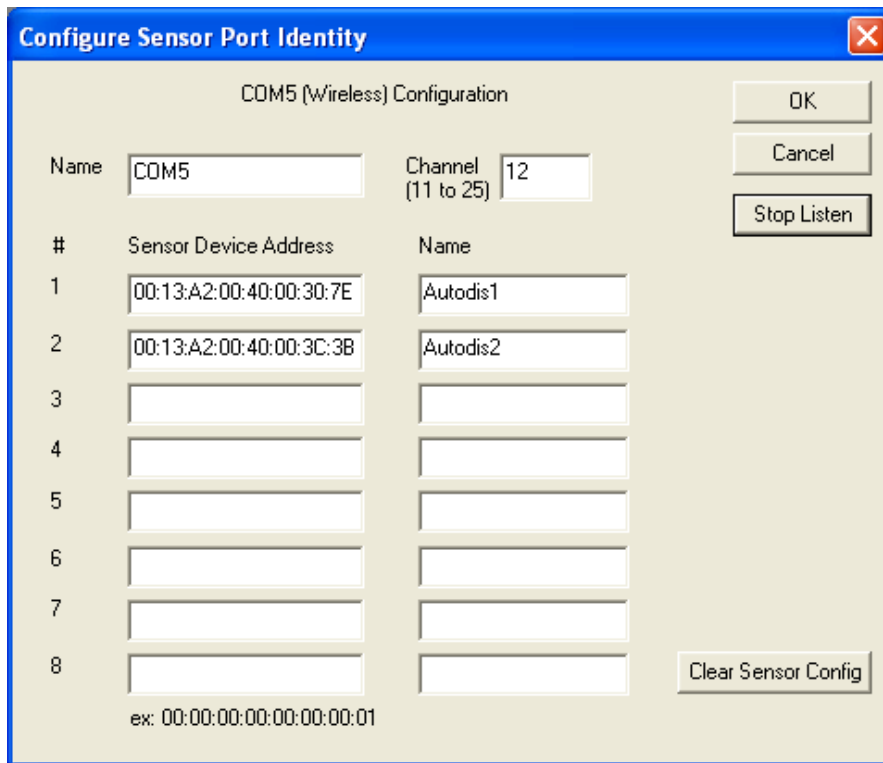 Configure Sensor Port Identity
COM5 (Wireless) Configuration
OK
Cancel
Stop Listen
Name COM5 Channel (11 to 25) 12
# Sensor Device Address Name
1 00:13:A2:00:40:00:30:7E Autodis1
2 00:13:A2:00:40:00:3C:3B Autodis2
3
4
5
6
7
8
Clear Sensor Config
ex: 00:00:00:00:00:00:00:01